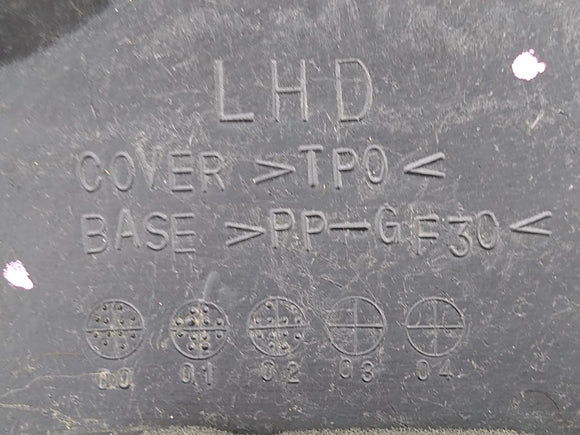 LHD
COVER >TPO<
BASE >PP-GF30<
00 01 02 03 04